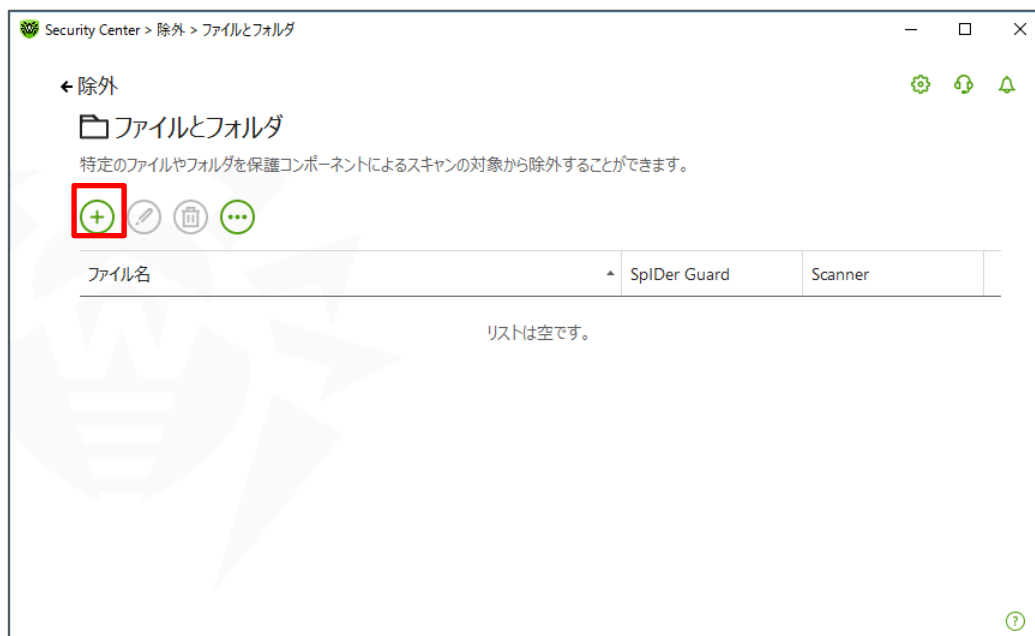 Security Center > 除外 > ファイルとフォルダ
除外
ファイルとフォルダ
特定のファイルやフォルダを保護コンポーネントによるスキャンの対象から除外することができます。
ファイル名 SpIDer Guard Scanner
リストは空です。